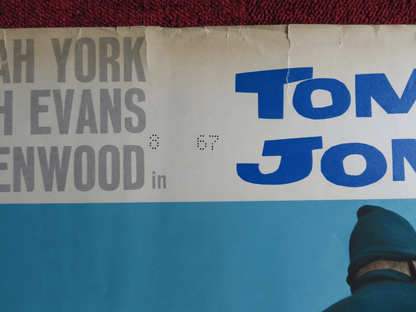 AH YORK
H EVANS
ENWOOD in
8 67
TOM
JON